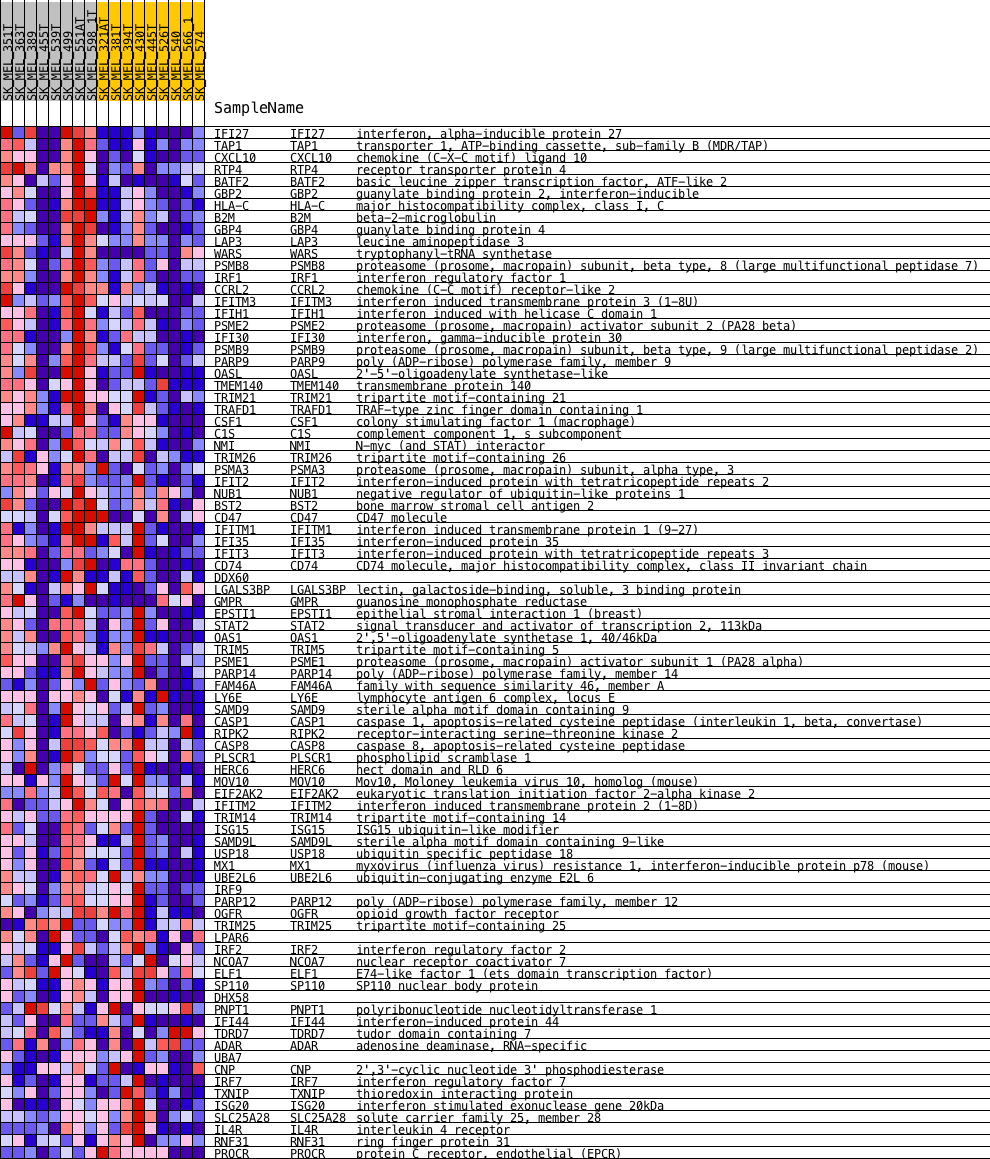 SK_MEL_351T
SK_MEL_363T
SK_MEL_389
SK_MEL_455T
SK_MEL_539T
SK_MEL_499
SK_MEL_551AT
SK_MEL_598_1T
SK_MEL_321AT
SK_MEL_381T
SK_MEL_394T
SK_MEL_430T
SK_MEL_445T
SK_MEL_526T
SK_MEL_540
SK_MEL_566_1
SK_MEL_574
SampleName
IFI27 IFI27 interferon, alpha-inducible protein 27
TAP1 TAP1 transporter 1, ATP-binding cassette, sub-family B (MDR/TAP)
CXCL10 CXCL10 chemokine (C-X-C motif) ligand 10
RTP4 RTP4 receptor transporter protein 4
BATF2 BATF2 basic leucine zipper transcription factor, ATF-like 2
GBP2 GBP2 guanylate binding protein 2, interferon-inducible
HLA-C HLA-C major histocompatibility complex, class I, C
B2M B2M beta-2-microglobulin
GBP4 GBP4 guanylate binding protein 4
LAP3 LAP3 leucine aminopeptidase 3
WARS WARS tryptophanyl-tRNA synthetase
PSMB8 PSMB8 proteasome (prosome, macropain) subunit, beta type, 8 (large multifunctional peptidase 7)
IRF1 IRF1 interferon regulatory factor 1
CCRL2 CCRL2 chemokine (C-C motif) receptor-like 2
IFITM3 IFITM3 interferon induced transmembrane protein 3 (1-8U)
IFIH1 IFIH1 interferon induced with helicase C domain 1
PSME2 PSME2 proteasome (prosome, macropain) activator subunit 2 (PA28 beta)
IFI30 IFI30 interferon, gamma-inducible protein 30
PSMB9 PSMB9 proteasome (prosome, macropain) subunit, beta type, 9 (large multifunctional peptidase 2)
PARP9 PARP9 poly (ADP-ribose) polymerase family, member 9
OASL OASL 2'-5'-oligoadenylate synthetase-like
TMEM140 TMEM140 transmembrane protein 140
TRIM21 TRIM21 tripartite motif-containing 21
TRAFD1 TRAFD1 TRAF-type zinc finger domain containing 1
CSF1 CSF1 colony stimulating factor 1 (macrophage)
C1S C1S complement component 1, s subcomponent
NMI NMI N-myc (and STAT) interactor
TRIM26 TRIM26 tripartite motif-containing 26
PSMA3 PSMA3 proteasome (prosome, macropain) subunit, alpha type, 3
IFIT2 IFIT2 interferon-induced protein with tetratricopeptide repeats 2
NUB1 NUB1 negative regulator of ubiquitin-like proteins 1
BST2 BST2 bone marrow stromal cell antigen 2
CD47 CD47 CD47 molecule
IFITM1 IFITM1 interferon induced transmembrane protein 1 (9-27)
IFI35 IFI35 interferon-induced protein 35
IFIT3 IFIT3 interferon-induced protein with tetratricopeptide repeats 3
CD74 CD74 CD74 molecule, major histocompatibility complex, class II invariant chain
DDX60
LGALS3BP LGALS3BP lectin, galactoside-binding, soluble, 3 binding protein
GMPR GMPR guanosine monophosphate reductase
EPSTI1 EPSTI1 epithelial stromal interaction 1 (breast)
STAT2 STAT2 signal transducer and activator of transcription 2, 113kDa
OAS1 OAS1 2',5'-oligoadenylate synthetase 1, 40/46kDa
TRIM5 TRIM5 tripartite motif-containing 5
PSME1 PSME1 proteasome (prosome, macropain) activator subunit 1 (PA28 alpha)
PARP14 PARP14 poly (ADP-ribose) polymerase family, member 14
FAM46A FAM46A family with sequence similarity 46, member A
LY6E LY6E lymphocyte antigen 6 complex, locus E
SAMD9 SAMD9 sterile alpha motif domain containing 9
CASP1 CASP1 caspase 1, apoptosis-related cysteine peptidase (interleukin 1, beta, convertase)
RIPK2 RIPK2 receptor-interacting serine-threonine kinase 2
CASP8 CASP8 caspase 8, apoptosis-related cysteine peptidase
PLSCR1 PLSCR1 phospholipid scramblase 1
HERC6 HERC6 hect domain and RLD 6
MOV10 MOV10 Mov10, Moloney leukemia virus 10, homolog (mouse)
EIF2AK2 EIF2AK2 eukaryotic translation initiation factor 2-alpha kinase 2
IFITM2 IFITM2 interferon induced transmembrane protein 2 (1-8D)
TRIM14 TRIM14 tripartite motif-containing 14
ISG15 ISG15 ISG15 ubiquitin-like modifier
SAMD9L SAMD9L sterile alpha motif domain containing 9-like
USP18 USP18 ubiquitin specific peptidase 18
MX1 MX1 myxovirus (influenza virus) resistance 1, interferon-inducible protein p78 (mouse)
UBE2L6 UBE2L6 ubiquitin-conjugating enzyme E2L 6
IRF9
PARP12 PARP12 poly (ADP-ribose) polymerase family, member 12
OGFR OGFR opioid growth factor receptor
TRIM25 TRIM25 tripartite motif-containing 25
LPAR6
IRF2 IRF2 interferon regulatory factor 2
NCOA7 NCOA7 nuclear receptor coactivator 7
ELF1 ELF1 E74-like factor 1 (ets domain transcription factor)
SP110 SP110 SP110 nuclear body protein
DHX58
PNPT1 PNPT1 polyribonucleotide nucleotidyltransferase 1
IFI44 IFI44 interferon-induced protein 44
TDRD7 TDRD7 tudor domain containing 7
ADAR ADAR adenosine deaminase, RNA-specific
UBA7
CNP CNP 2',3'-cyclic nucleotide 3' phosphodiesterase
IRF7 IRF7 interferon regulatory factor 7
TXNIP TXNIP thioredoxin interacting protein
ISG20 ISG20 interferon stimulated exonuclease gene 20kDa
SLC25A28 SLC25A28 solute carrier family 25, member 28
IL4R IL4R interleukin 4 receptor
RNF31 RNF31 ring finger protein 31
PROCR PROCR protein C receptor, endothelial (EPCR)